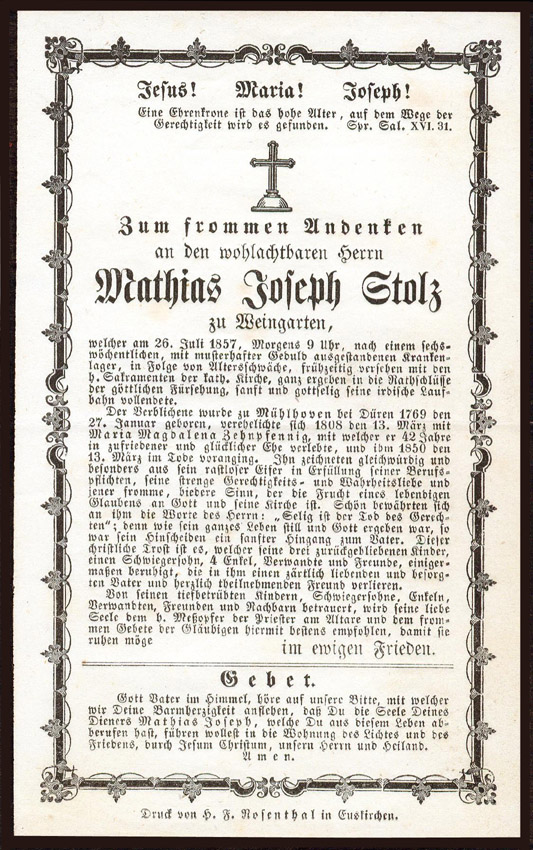 Jesus! Maria! Joseph!
Eine Ehrenkrone ist das hohe Alter, auf dem Wege der
Gerechtigkeit wird es gefunden. Spr. Sal. XVI. 31.
Zum frommen Andenken
an den wohlachtbaren Herrn
Mathias Joseph Stolz
zu Weingarten,
welcher am 26. Juli 1857, Morgens 9 Uhr, nach einem sechs-
wöchentlichen, mit musterhafter Geduld ausgestandenen Kranken-
lager, in Folge von Altersschwäche, frühzeitig versehen mit den
h. Sakramenten der kath. Kirche, ganz ergeben in die Rathschlüsse
der göttlichen Fürsehung, sanft und gottselig seine irdische Lauf-
bahn vollendete.
Der Verblichene wurde zu Mühlhoven bei Düren 1769 den
27. Januar geboren, verehelichte sich 1808 den 13. März mit
Maria Magdalena Zehnpfennig, mit welcher er 42 Jahre
in zufriedener und glücklicher Ehe verlebte, und ihm 1850 den
13. März im Tode voranging. Ihn zeichneten gleichwürdig und
besonders aus sein rastloser Eifer in Erfüllung seiner Berufs-
pflichten, seine strenge Gerechtigkeits- und Wahrheitsliebe und
jener fromme, biedere Sinn, der die Frucht eines lebendigen
Glaubens an Gott und seine Kirche ist. Schön bewährten sich
an ihm die Worte des Herrn: „Selig ist der Tod des Gerech-
ten"; denn wie sein ganzes Leben still und Gott ergeben war, so
war sein Hinscheiden ein sanfter Hingang zum Vater. Dieser
christliche Trost ist es, welcher seine drei zurückgebliebenen Kinder,
einen Schwiegersohn, 4 Enkel, Verwandte und Freunde, einiger-
maßen beruhigt, die in ihm einen zärtlich liebenden und besorg-
ten Vater und herzlich theilnehmenden Freund verlieren.
Von seinen tiefbetrübten Kindern, Schwiegersohne, Enkeln,
Verwandten, Freunden und Nachbarn betrauert, wird seine liebe
Seele dem h. Meßopfer der Priester am Altare und dem from-
men Gebete der Gläubigen hiermit bestens empfohlen, damit sie
ruhen möge im ewigen Frieden.
Gebet.
Gott Vater im Himmel, höre auf unsere Bitte, mit welcher
wir Deine Barmherzigkeit anflehen, daß Du die Seele Deines
Dieners Mathias Joseph, welche Du aus diesem Leben ab-
berufen hast, führen wollest in die Wohnung des Lichtes und des
Friedens, durch Jesum Christum, unsern Herrn und Heiland.
Amen.
Druck von H. F. Rosenthal in Euskirchen.